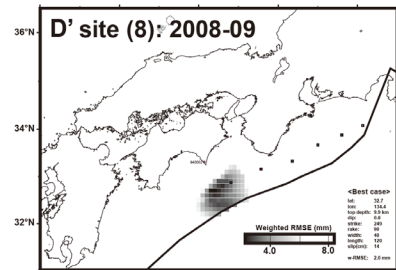 D' site (8): 2008-09
36°N
34°N
33°N
32°N
Weighted RMSE (mm)
4.0 8.0
<Best case>
lat: 32.7
lon: 134.4
top depth: 9.9 km
dip: 8.0
strike: 249
rake: 90
width: 40
length: 120
slip(cm): 14
w-RMSE: 2.0 mm